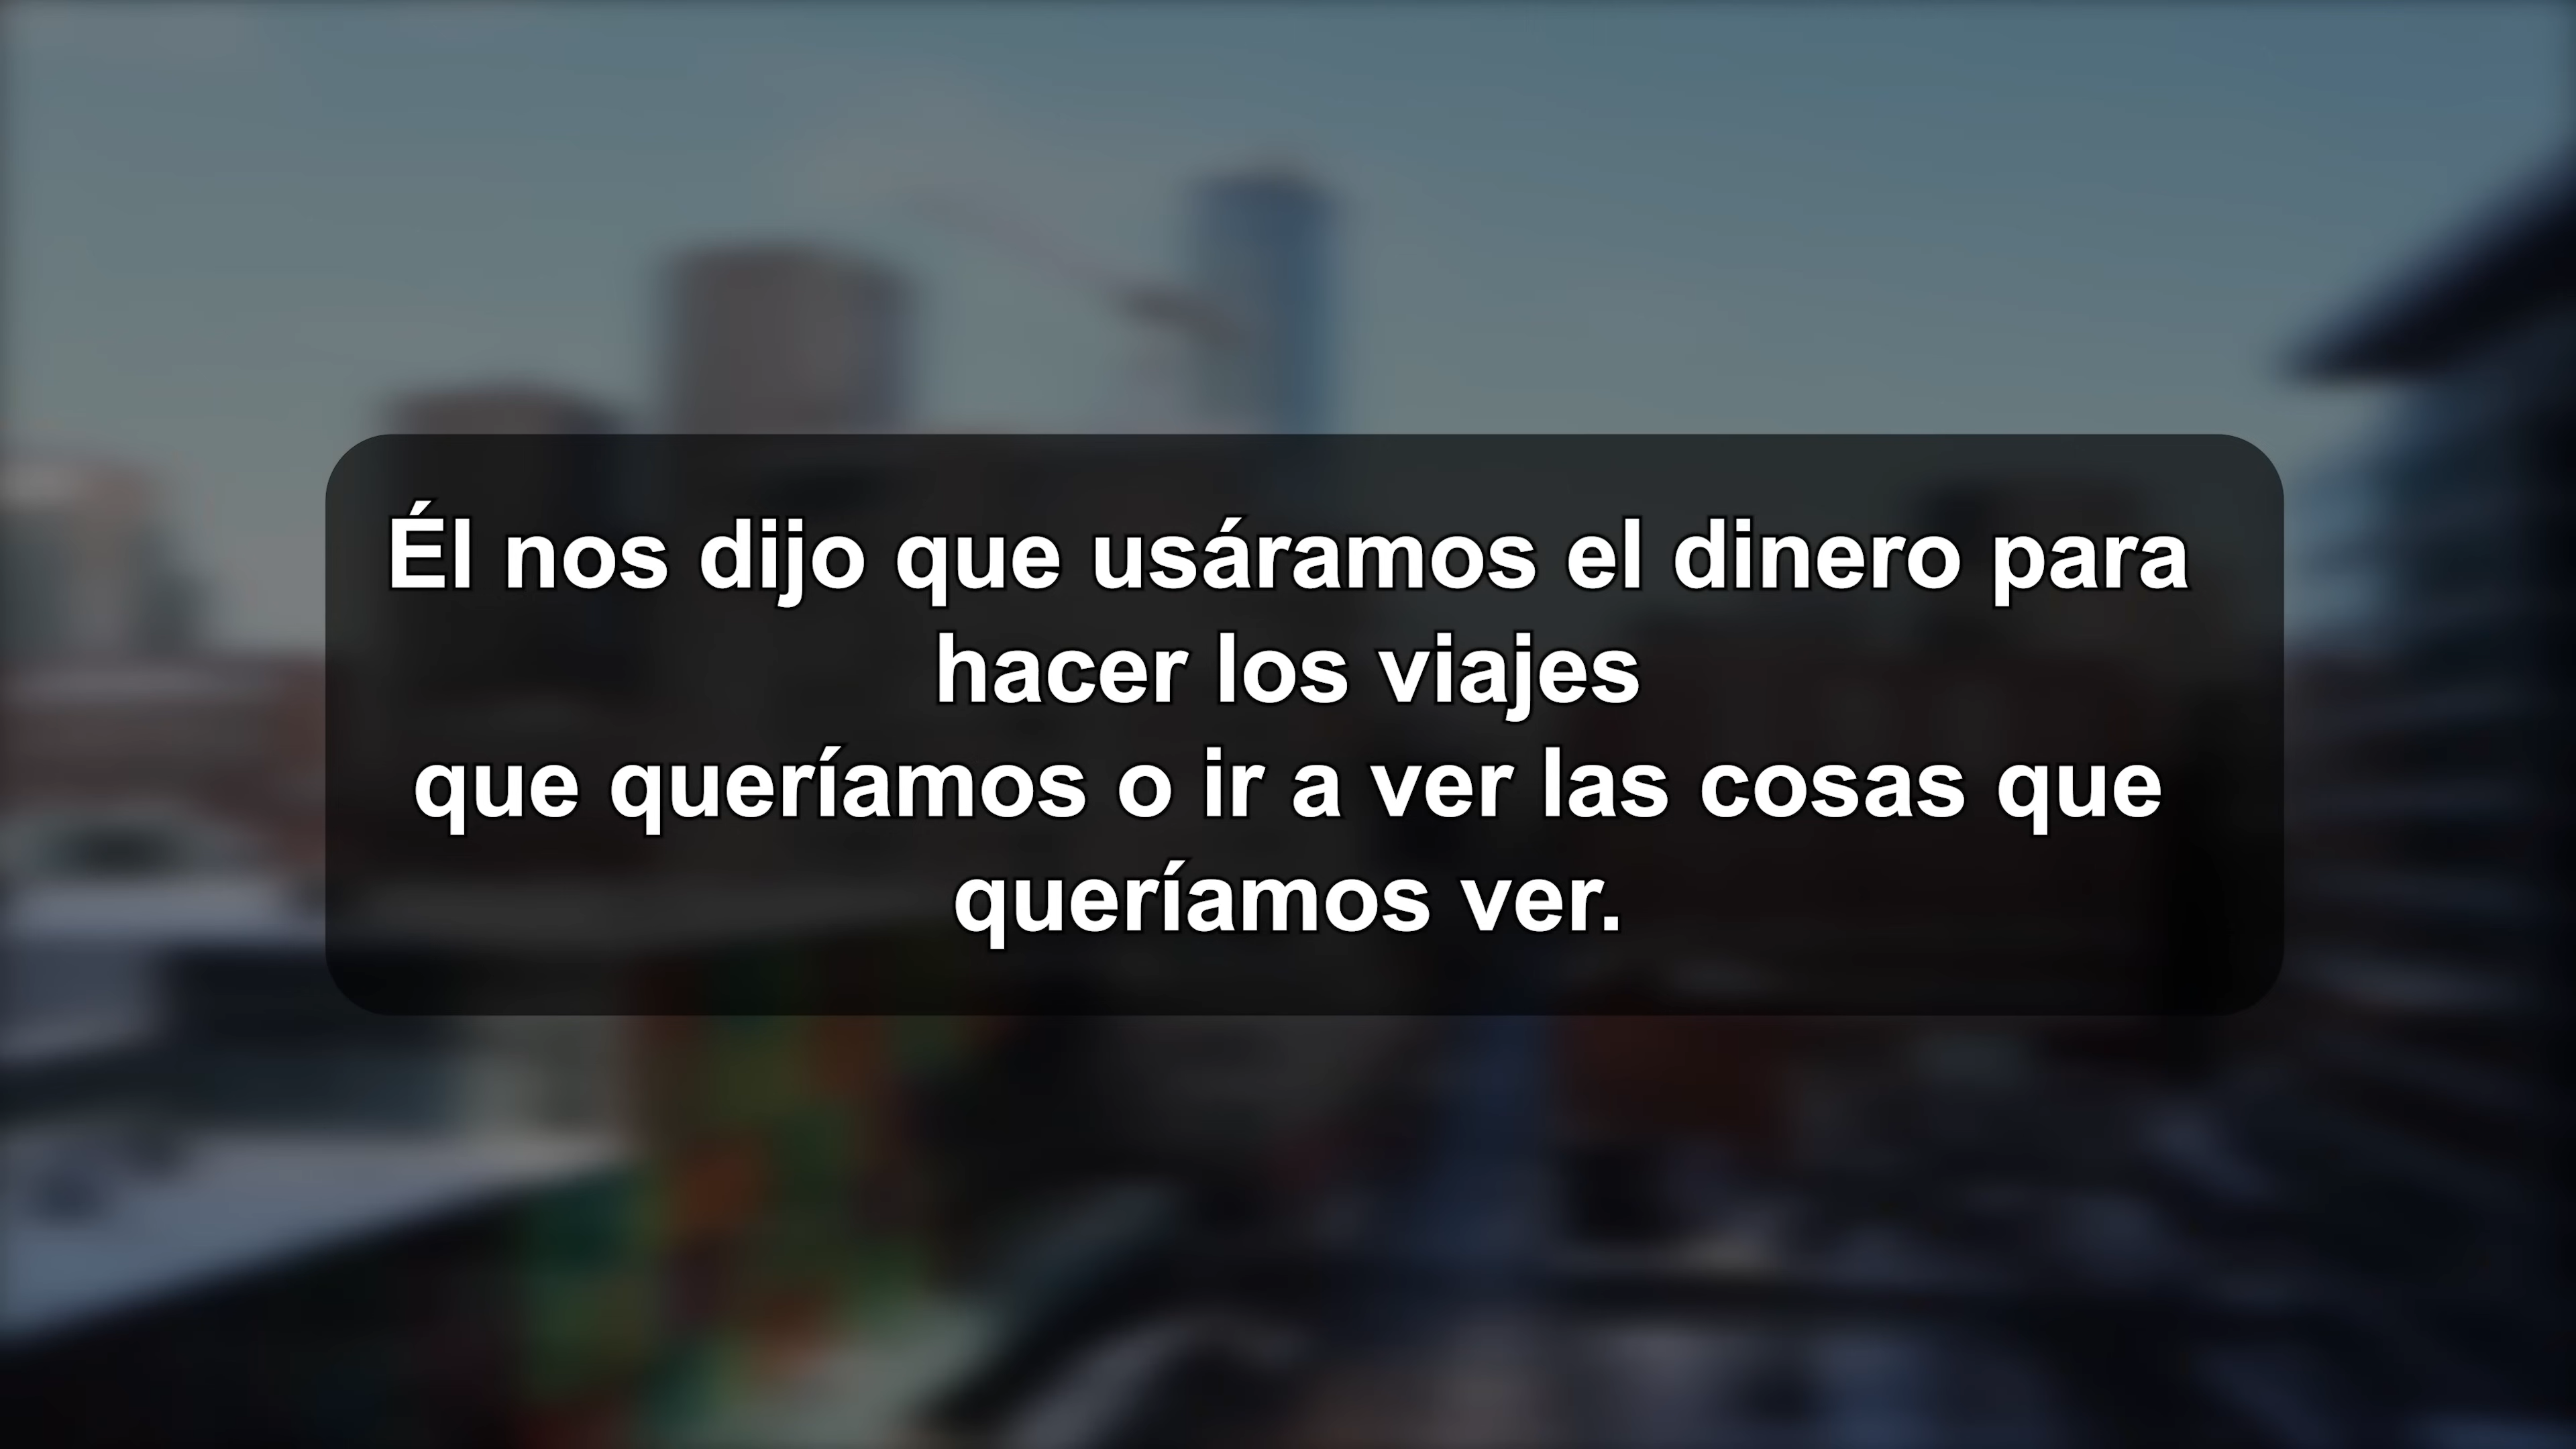 Él nos dijo que usáramos el dinero para
hacer los viajes
que queríamos o ir a ver las cosas que
queríamos ver.